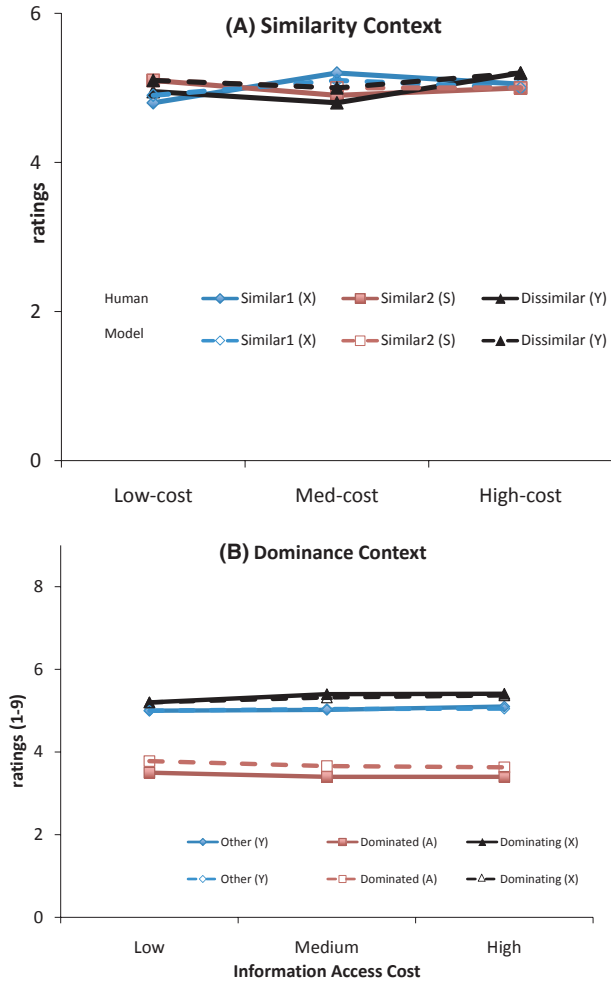 (A) Similarity Context
6
4
2
0
ratings
Human Similar1 (X) Similar2 (S) Dissimilar (Y)
Model Similar1 (X) Similar2 (S) Dissimilar (Y)
Low-cost Med-cost High-cost
(B) Dominance Context
8
6
4
2
0
ratings (1-9)
Other (Y) Dominated (A) Dominating (X)
Other (Y) Dominated (A) Dominating (X)
Low Medium High
Information Access Cost